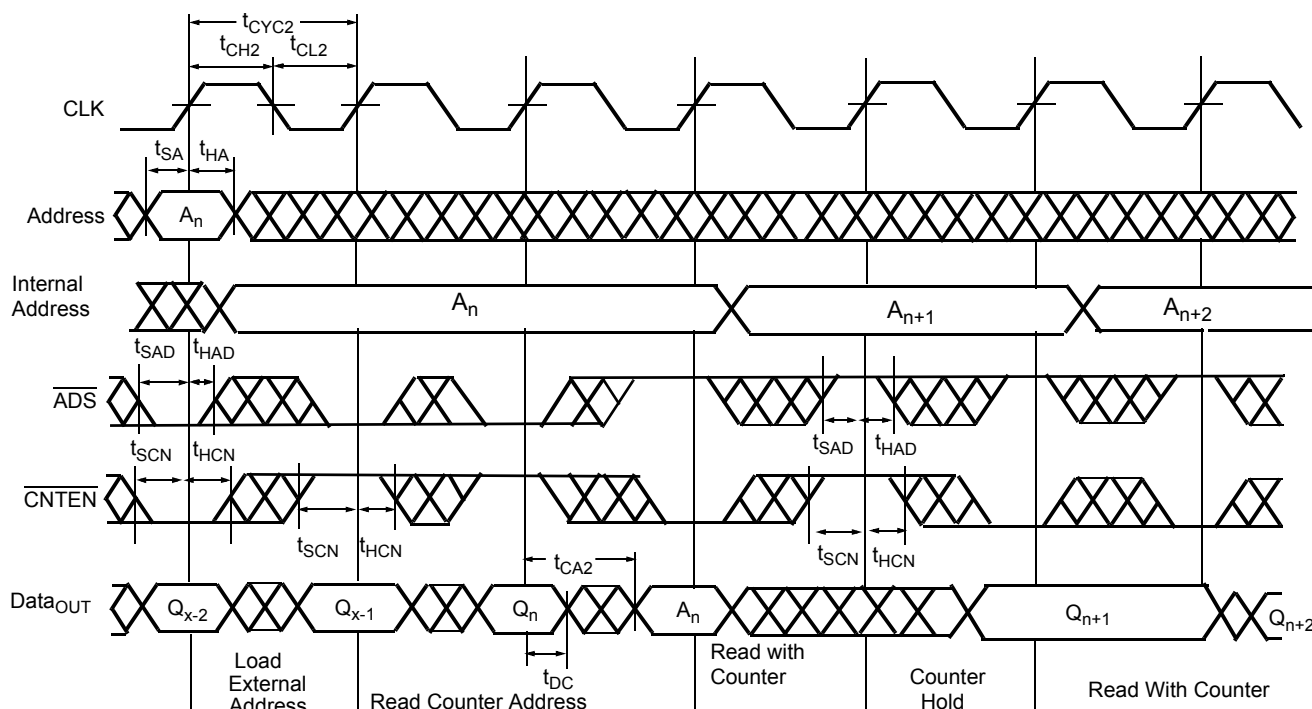 tCYC2
tCH2 tCL2
CLK
tSA tHA
Address An
Internal
Address
An An+1 An+2
tSAD tHAD
ADS
tSAD tHAD
tSCN tHCN
CNTEN
tSCN tHCN tSCN tHCN
tCA2
DataOUT Qx-2 Qx-1 Qn An Qn+1 Qn+2
tDC
Load
External
Address
Read Counter Address
Read with
Counter
Counter
Hold
Read With Counter